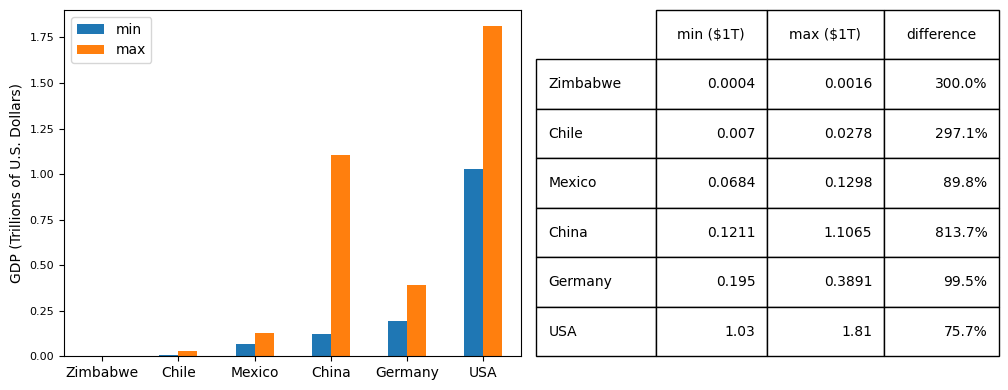 GDP (Trillions of U.S. Dollars)
1.75
1.50
1.25
1.00
0.75
0.50
0.25
0.00
min
max
Zimbabwe Chile Mexico China Germany USA
min ($1T) max ($1T) difference
Zimbabwe 0.0004 0.0016 300.0%
Chile 0.007 0.0278 297.1%
Mexico 0.0684 0.1298 89.8%
China 0.1211 1.1065 813.7%
Germany 0.195 0.3891 99.5%
USA 1.03 1.81 75.7%